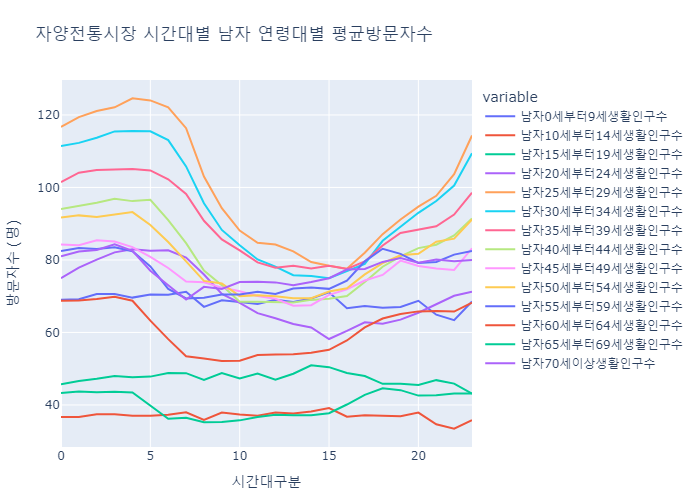 자양전통시장 시간대별 남자 연령대별 평균방문자수
variable
남자0세부터9세생활인구수
남자10세부터14세생활인구수
남자15세부터19세생활인구수
남자20세부터24세생활인구수
남자25세부터29세생활인구수
남자30세부터34세생활인구수
남자35세부터39세생활인구수
남자40세부터44세생활인구수
남자45세부터49세생활인구수
남자50세부터54세생활인구수
남자55세부터59세생활인구수
남자60세부터64세생활인구수
남자65세부터69세생활인구수
남자70세이상생활인구수
방문자수 ( 명)
120
100
80
60
40
0
5
10
15
20
시간대구분